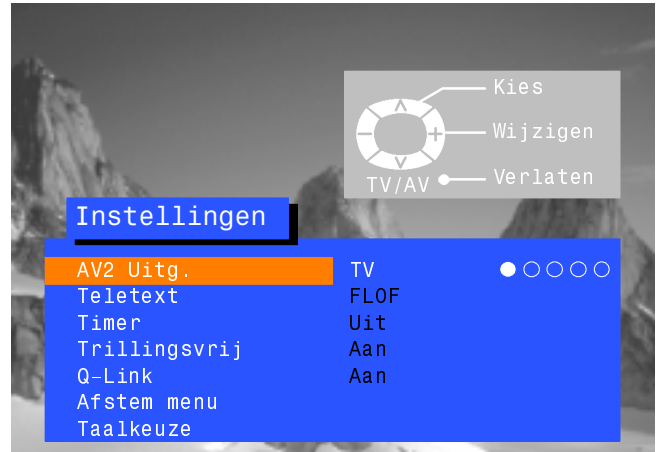 Kies
Wijzigen
TV/AV Verlaten
Instellingen
AV2 Uitg. TV
Teletext FLOF
Timer Uit
Trillingsvrij Aan
Q-Link Aan
Afstem menu
Taalkeuze